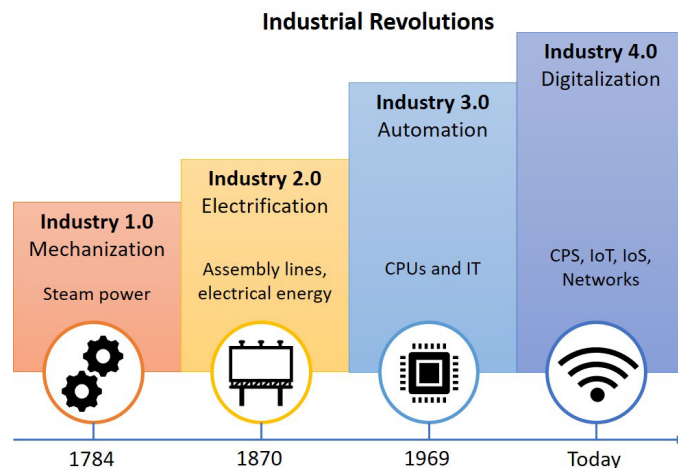 Industrial Revolutions
Industry 1.0
Mechanization
Steam power
Industry 2.0
Electrification
Assembly lines,
electrical energy
Industry 3.0
Automation
CPUs and IT
Industry 4.0
Digitalization
CPS, IoT, IoS,
Networks
1784
1870
1969
Today